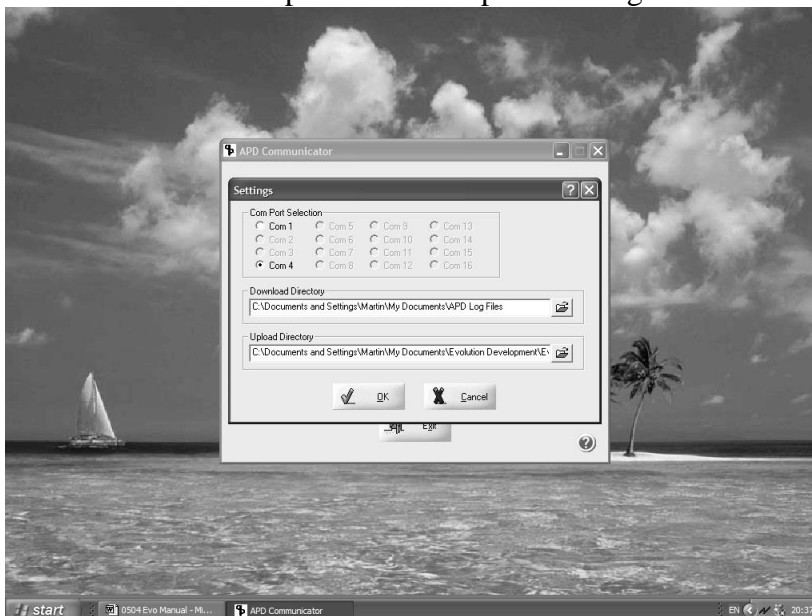 APD Communicator
Settings
Com Port Selection
Com 1 Com 5 Com 9 Com 13
Com 2 Com 6 Com 10 Com 14
Com 3 Com 7 Com 11 Com 15
Com 4 Com 8 Com 12 Com 16
Download Directory
C:\Documents and Settings\Martin\My Documents\APD Log Files
Upload Directory
C:\Documents and Settings\Martin\My Documents\Evolution Development\E
OK Cancel
Exit
start 0504 Evo Manual - Mi... APD Communicator EN